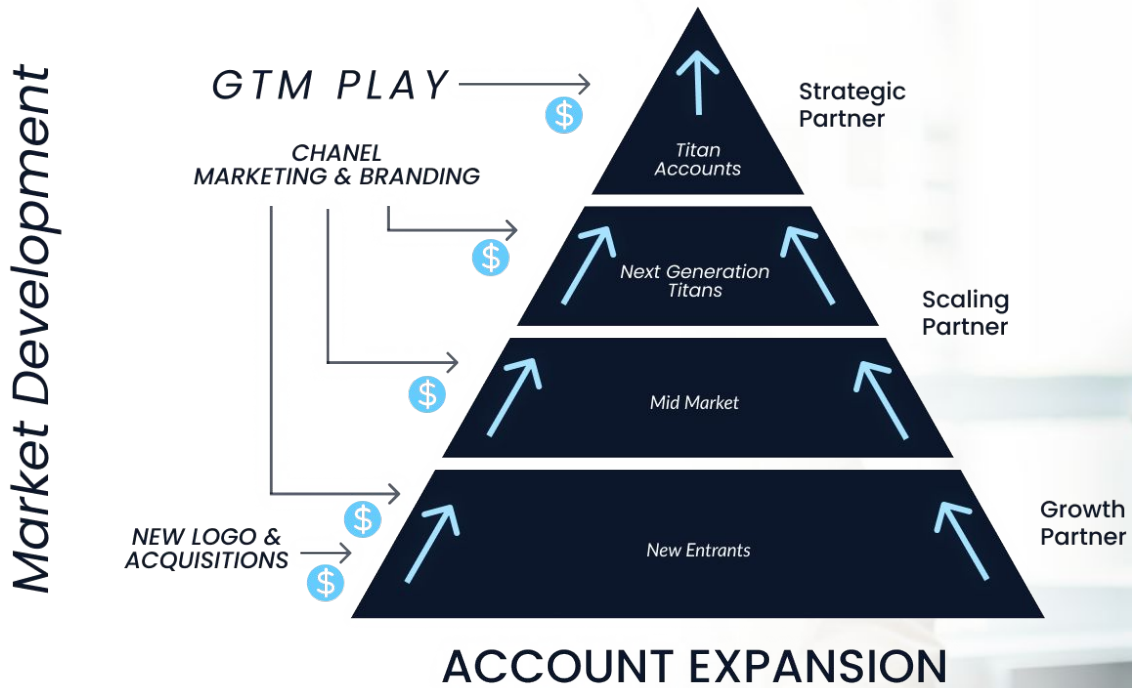 Market Development
GTM PLAY
$
Strategic
Partner
CHANEL
MARKETING & BRANDING
Titan
Accounts
$
Next Generation
Titans
Scaling
Partner
$
Mid Market
$
NEW LOGO &
ACQUISITIONS
$
New Entrants
Growth
Partner
ACCOUNT EXPANSION